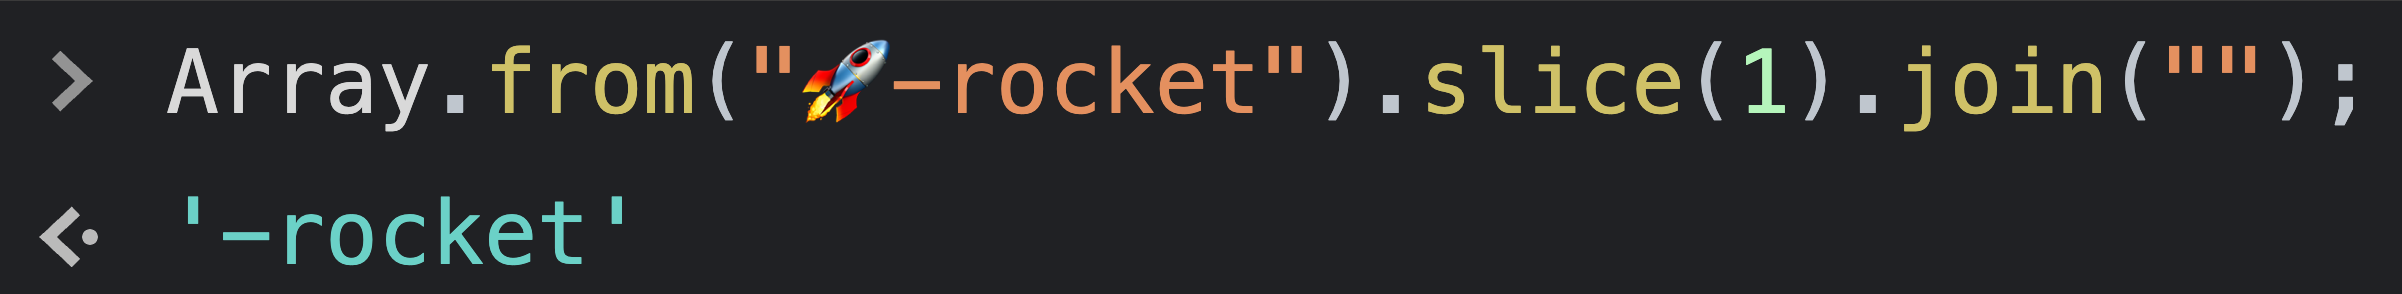 > Array.from("🚀-rocket").slice(1).join("");
'-rocket'